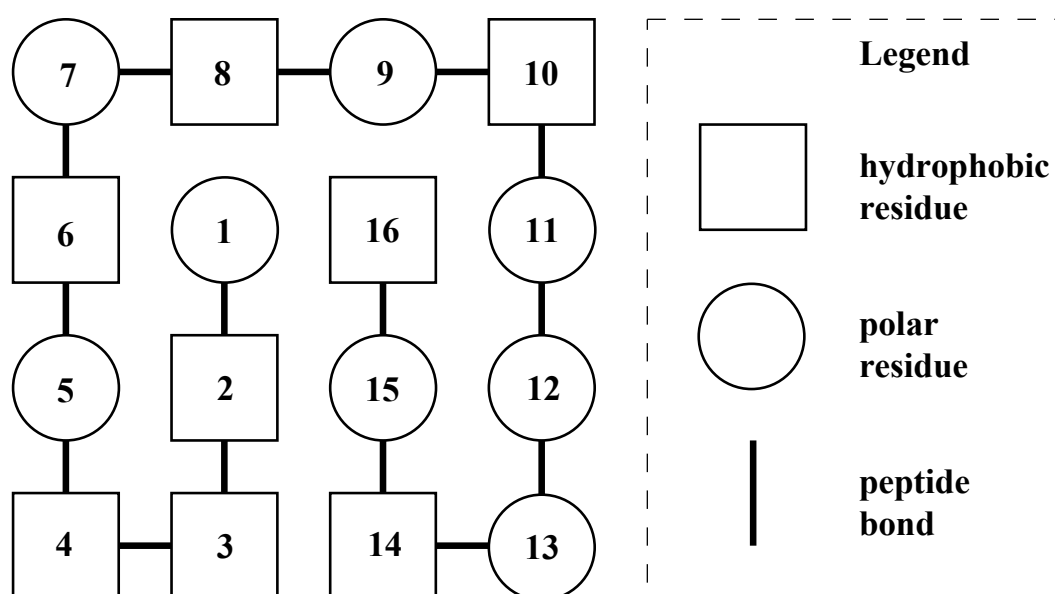 7 8 9 10
6 1 16 11
5 2 15 12
4 3 14 13
Legend
hydrophobic
residue
polar
residue
peptide
bond